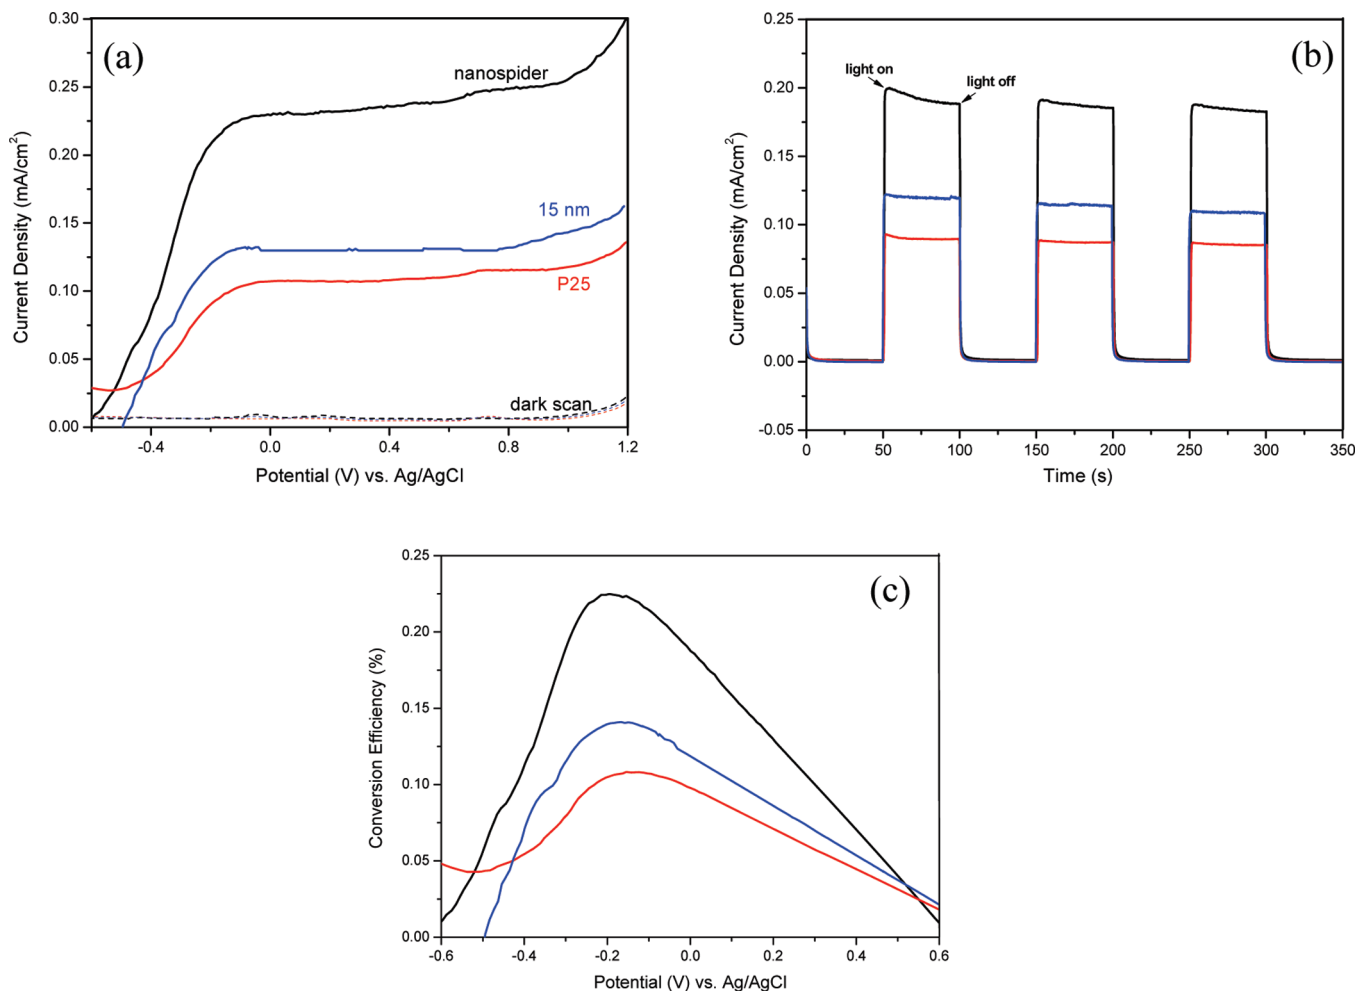 (a)
Current Density (mA/cm²)
0.30
0.25
0.20
0.15
0.10
0.05
0.00
nanospider
15 nm
P25
dark scan
-0.4
0.0
0.4
0.8
1.2
Potential (V) vs. Ag/AgCl
(b)
Current Density (mA/cm²)
0.25
0.20
0.15
0.10
0.05
0.00
-0.05
light on
light off
0
50
100
150
200
250
300
350
Time (s)
(c)
Conversion Efficiency (%)
0.25
0.20
0.15
0.10
0.05
0.00
-0.6
-0.4
-0.2
0.0
0.2
0.4
0.6
Potential (V) vs. Ag/AgCl